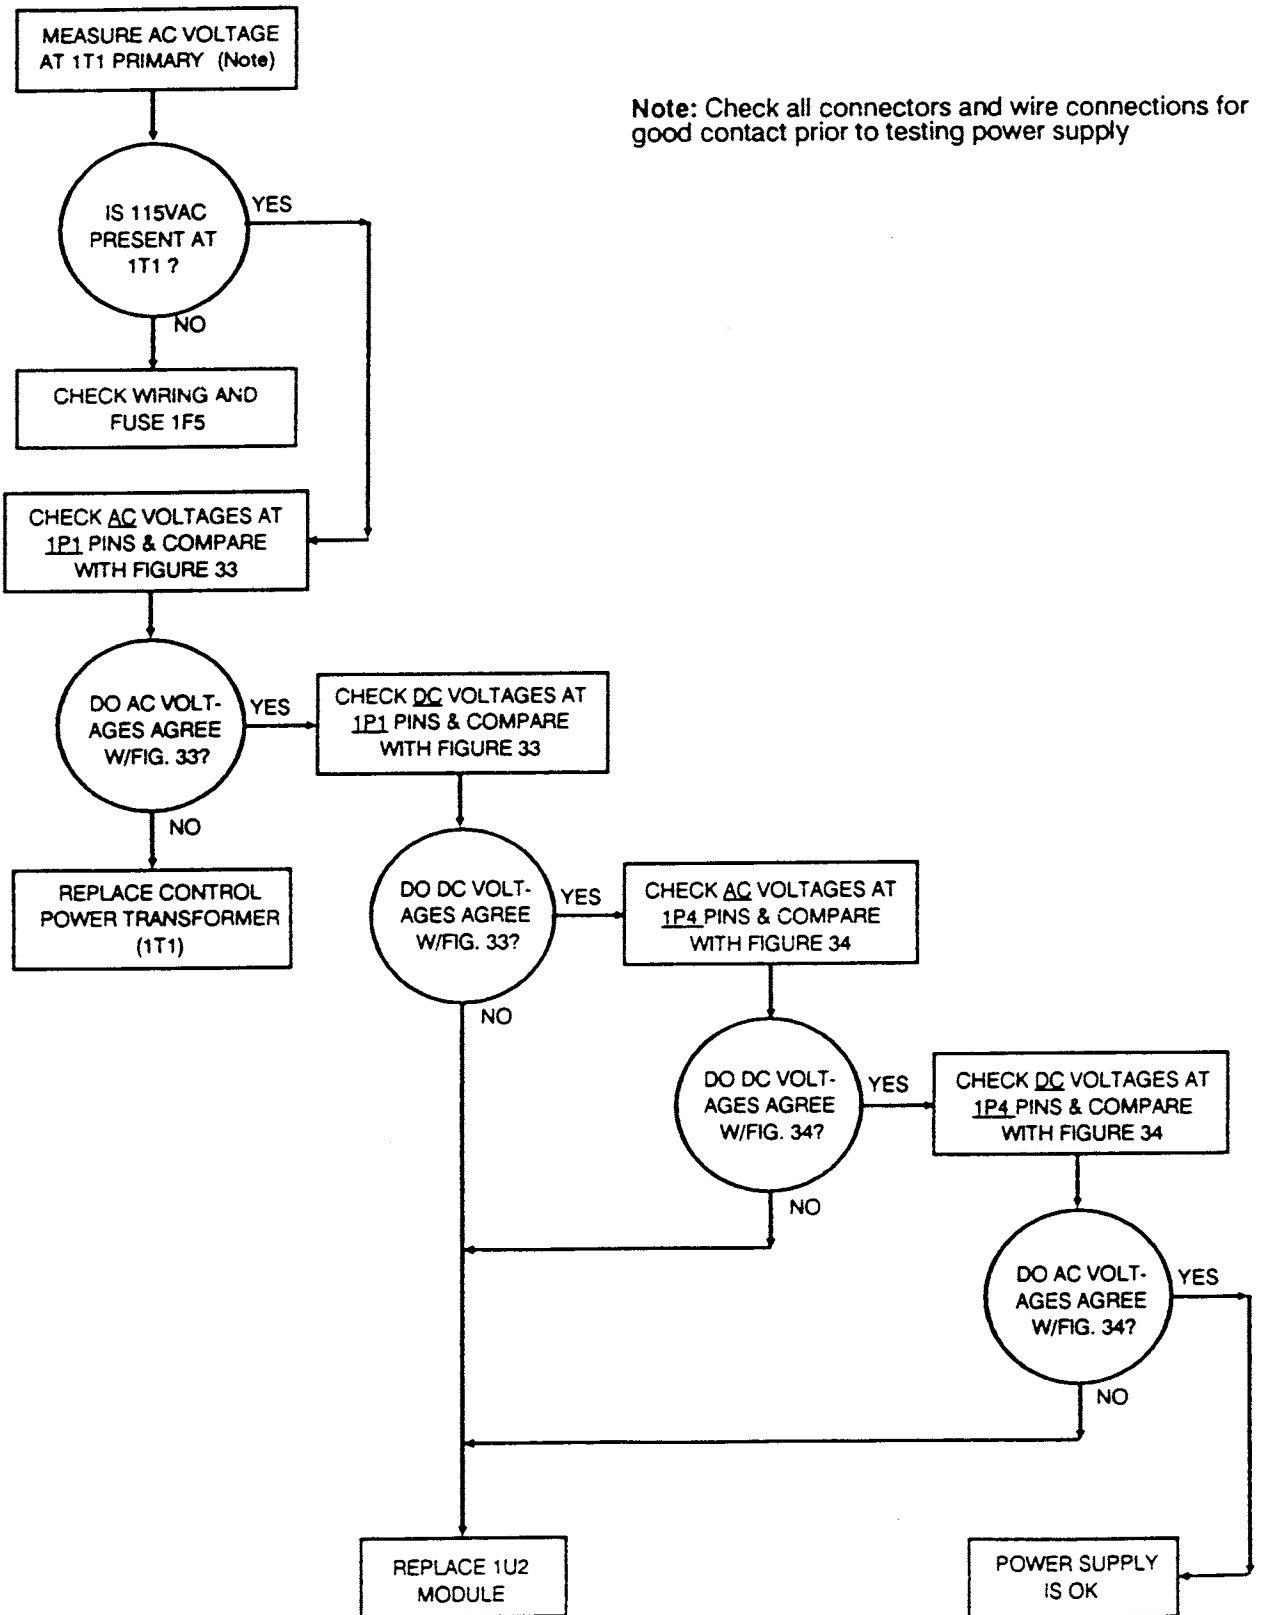 MEASURE AC VOLTAGE
AT 1T1 PRIMARY (Note)
Note: Check all connectors and wire connections for
good contact prior to testing power supply
IS 115VAC
PRESENT AT
1T1 ?
YES
NO
CHECK WIRING AND
FUSE 1F5
CHECK AC VOLTAGES AT
1P1 PINS & COMPARE
WITH FIGURE 33
DO AC VOLT-
AGES AGREE
W/FIG. 33?
YES
NO
REPLACE CONTROL
POWER TRANSFORMER
(1T1)
CHECK DC VOLTAGES AT
1P1 PINS & COMPARE
WITH FIGURE 33
DO DC VOLT-
AGES AGREE
W/FIG. 33?
YES
NO
CHECK AC VOLTAGES AT
1P4 PINS & COMPARE
WITH FIGURE 34
DO DC VOLT-
AGES AGREE
W/FIG. 34?
YES
NO
CHECK DC VOLTAGES AT
1P4 PINS & COMPARE
WITH FIGURE 34
DO AC VOLT-
AGES AGREE
W/FIG. 34?
YES
NO
REPLACE 1U2
MODULE
POWER SUPPLY
IS OK